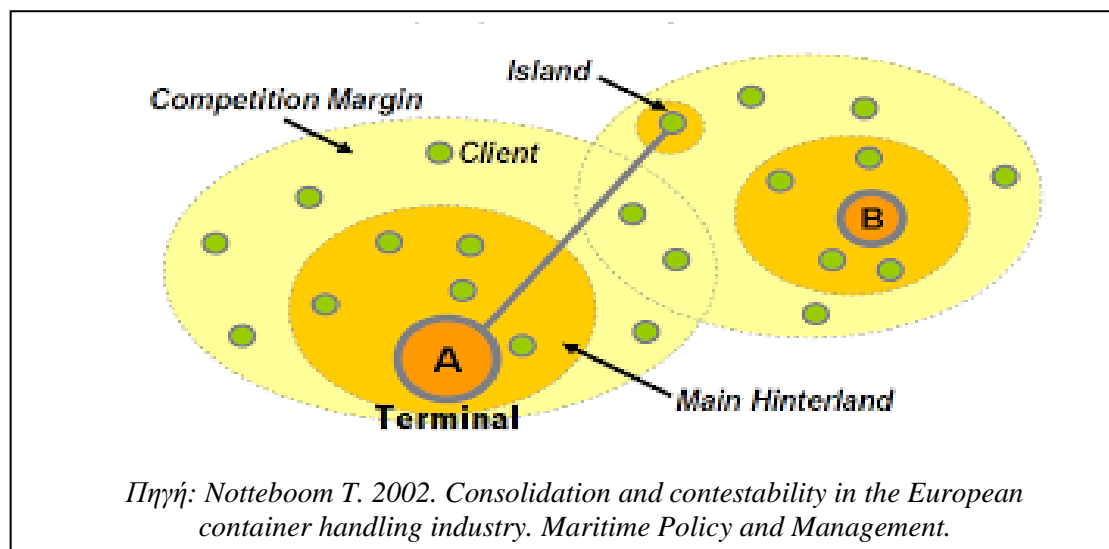 Island
Competition Margin
Client
B
A
Main Hinterland
Terminal
Πηγή: Notteboom T. 2002. Consolidation and contestability in the European
container handling industry. Maritime Policy and Management.